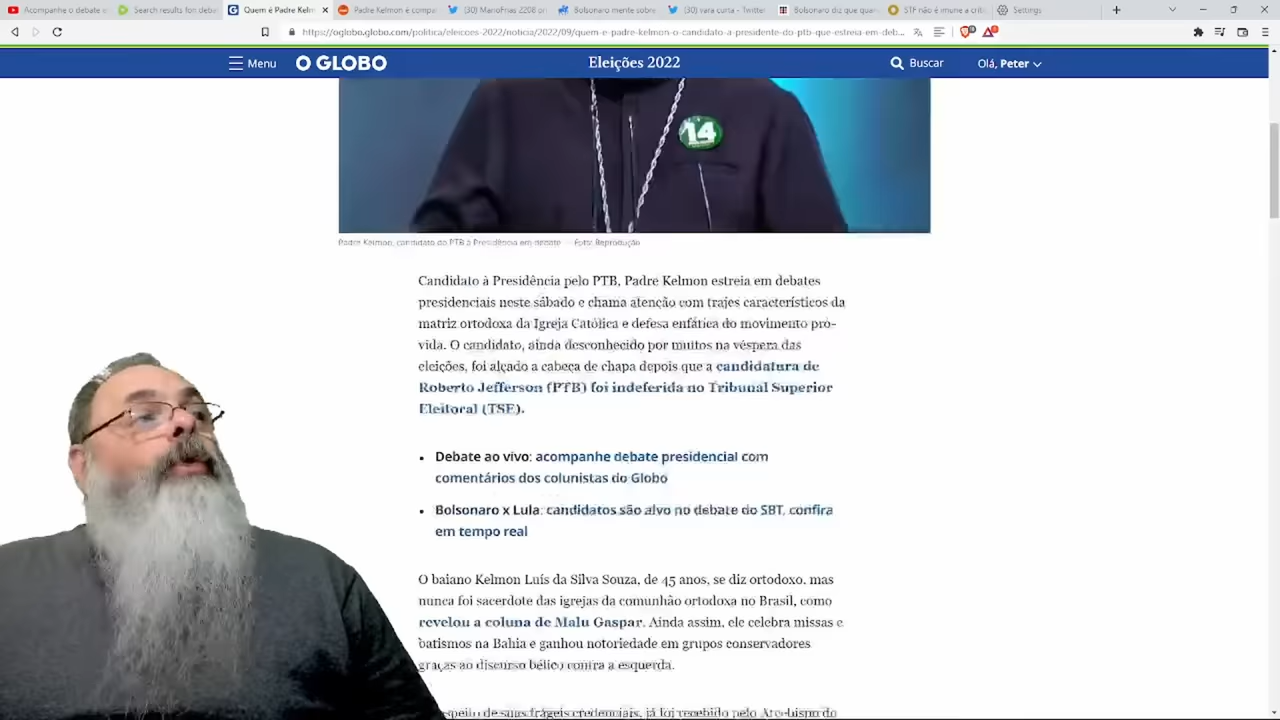 Acompanhe o debate o
Search results fon deba
Quem é Padre Kelm
Padre Kelmon é compa
(30) MarioFrias 2208 on
Bolsonaro mente sobre
(30) vara curta - Twitter
Bolsonaro diz que quan
STF não é imune a crític
Settings
https://oglobo.globo.com/politica/eleicoes-2022/noticia/2022/09/quem-e-padre-kelmon-o-candidato-a-presidente-do-ptb-que-estreia-em-deb...
Menu
O GLOBO
Eleições 2022
Buscar
Olá, Peter
14
Padre Kelmon, candidato do PTB à Presidência em debate — Foto: Reprodução
Candidato à Presidência pelo PTB, Padre Kelmon estreia em debates
presidenciais neste sábado e chama atenção com trajes característicos da
matriz ortodoxa da Igreja Católica e defesa enfática do movimento pró-
vida. O candidato, ainda desconhecido por muitos na véspera das
eleições, foi alçado a cabeça de chapa depois que a candidatura de
Roberto Jefferson (PTB) foi indeferida no Tribunal Superior
Eleitoral (TSE).
• Debate ao vivo: acompanhe debate presidencial com
comentários dos colunistas do Globo
• Bolsonaro x Lula: candidatos são alvo no debate do SBT, confira
em tempo real
O baiano Kelmon Luís da Silva Souza, de 45 anos, se diz ortodoxo, mas
nunca foi sacerdote das igrejas da comunhão ortodoxa no Brasil, como
revelou a coluna de Malu Gaspar. Ainda assim, ele celebra missas e
batismos na Bahia e ganhou notoriedade em grupos conservadores
graças ao discurso bélico contra a esquerda.
de suas frágeis credenciais, já foi recebido pelo Arcebispo do